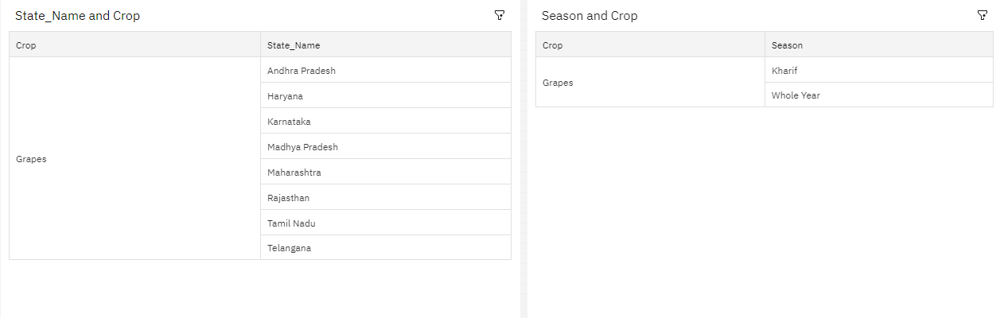 State_Name and Crop
Crop State_Name
Grapes
Andhra Pradesh
Haryana
Karnataka
Madhya Pradesh
Maharashtra
Rajasthan
Tamil Nadu
Telangana
Season and Crop
Crop Season
Grapes
Kharif
Whole Year